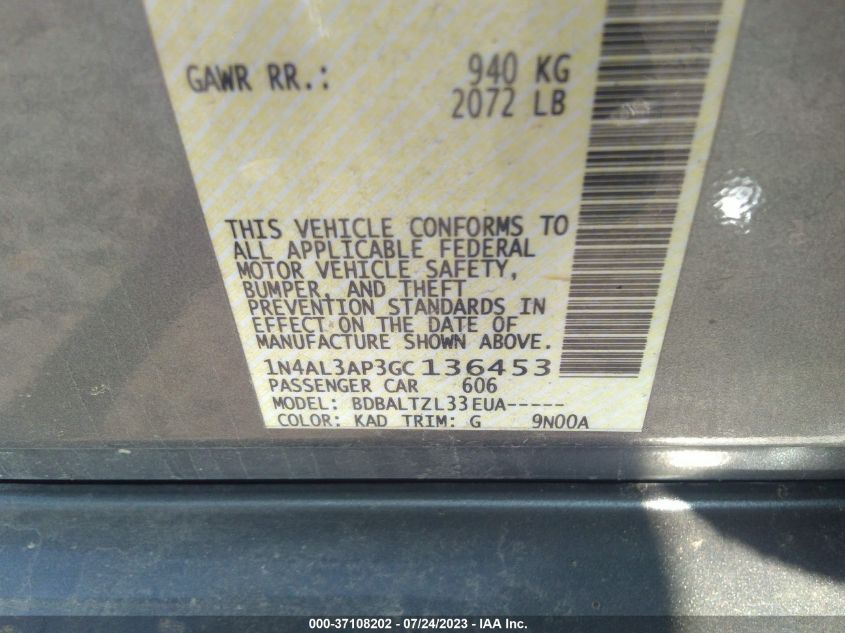 GAWR RR.: 940 KG
2072 LB
THIS VEHICLE CONFORMS TO
ALL APPLICABLE FEDERAL
MOTOR VEHICLE SAFETY,
BUMPER, AND THEFT
PREVENTION STANDARDS IN
EFFECT ON THE DATE OF
MANUFACTURE SHOWN ABOVE.
1N4AL3AP3GC136453
PASSENGER CAR 606
MODEL: BDBALTZL33EUA-----
COLOR: KAD TRIM: G 9N00A
000-37108202 - 07/24/2023 - IAA Inc.